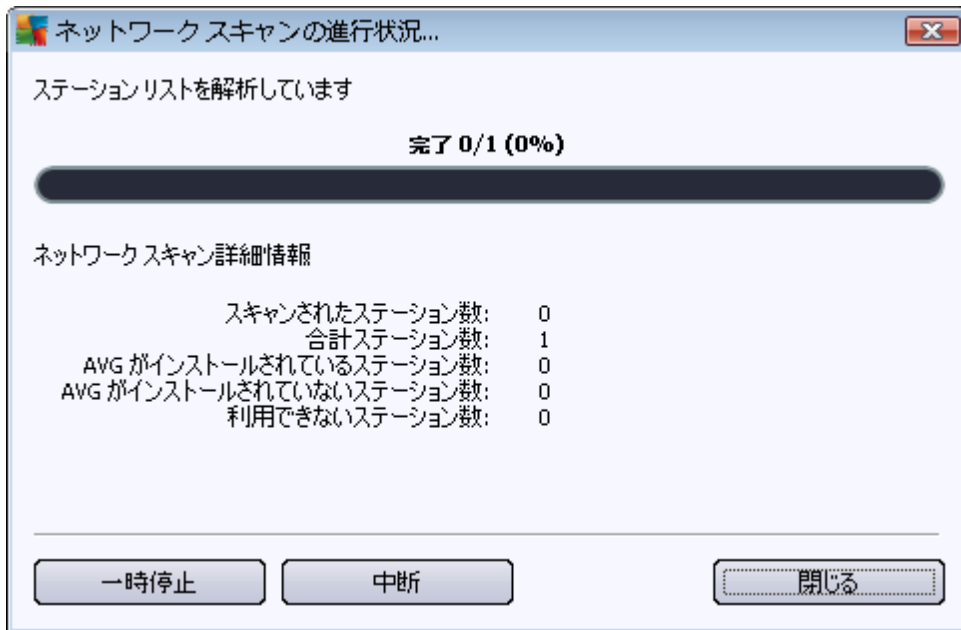 ネットワーク スキャンの進行状況...
ステーション リストを解析しています
完了 0/1 (0%)
ネットワーク スキャン詳細情報
スキャンされたステーション数: 0
合計ステーション数: 1
AVG がインストールされているステーション数: 0
AVG がインストールされていないステーション数: 0
利用できないステーション数: 0
一時停止 中断 閉じる